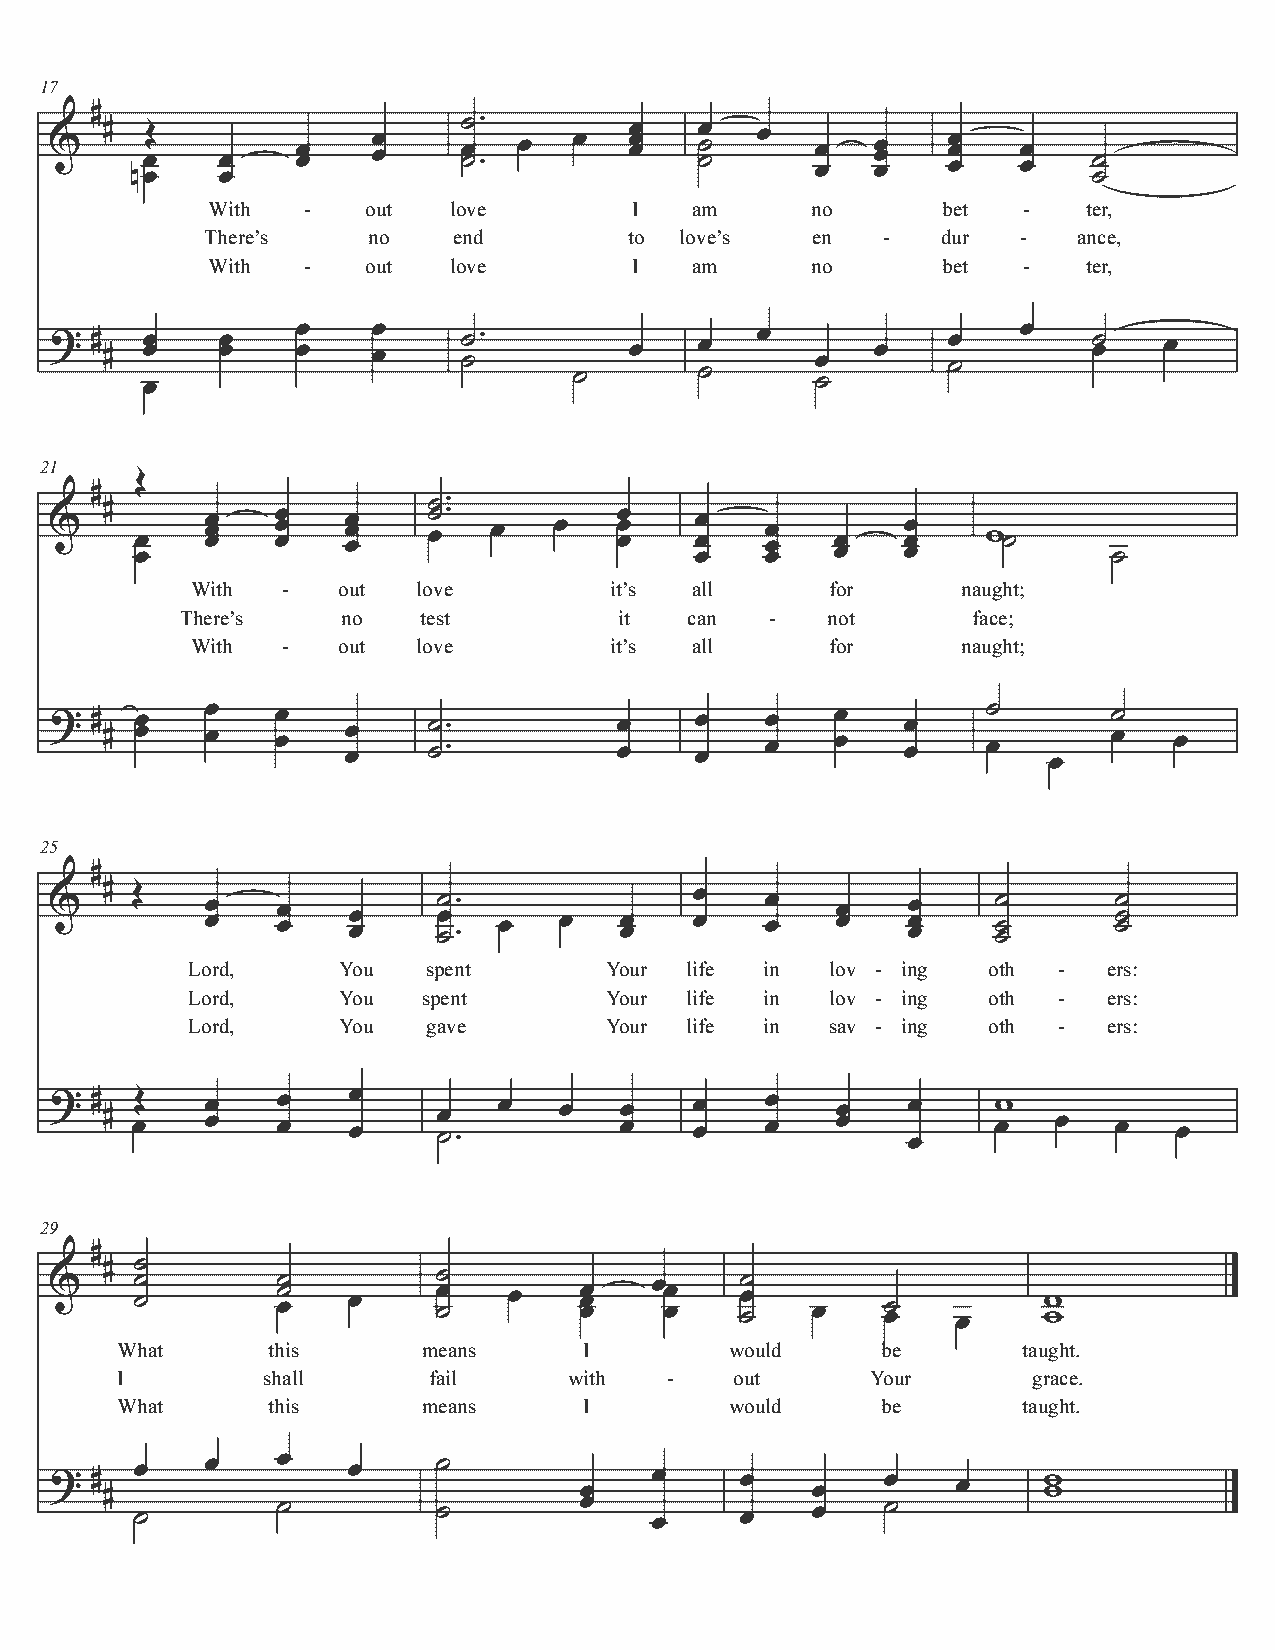 17
With - out love I am no bet - ter,
There's no end to love's en - dur - ance,
With - out love I am no bet - ter,
21
With - out love it's all for naught;
There's no test it can - not face;
With - out love it's all for naught;
25
Lord, You spent Your life in lov - ing oth - ers:
Lord, You spent Your life in lov - ing oth - ers:
Lord, You gave Your life in sav - ing oth - ers:
29
What this means I would be taught.
I shall fail with - out Your grace.
What this means I would be taught.